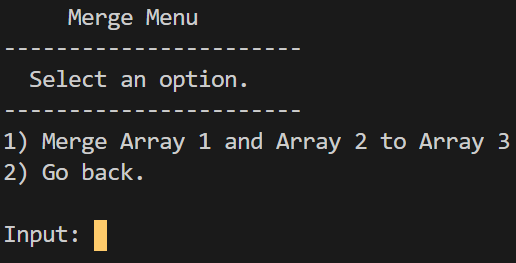 Merge Menu
-----------------------
Select an option.
-----------------------
1) Merge Array 1 and Array 2 to Array 3
2) Go back.
Input: